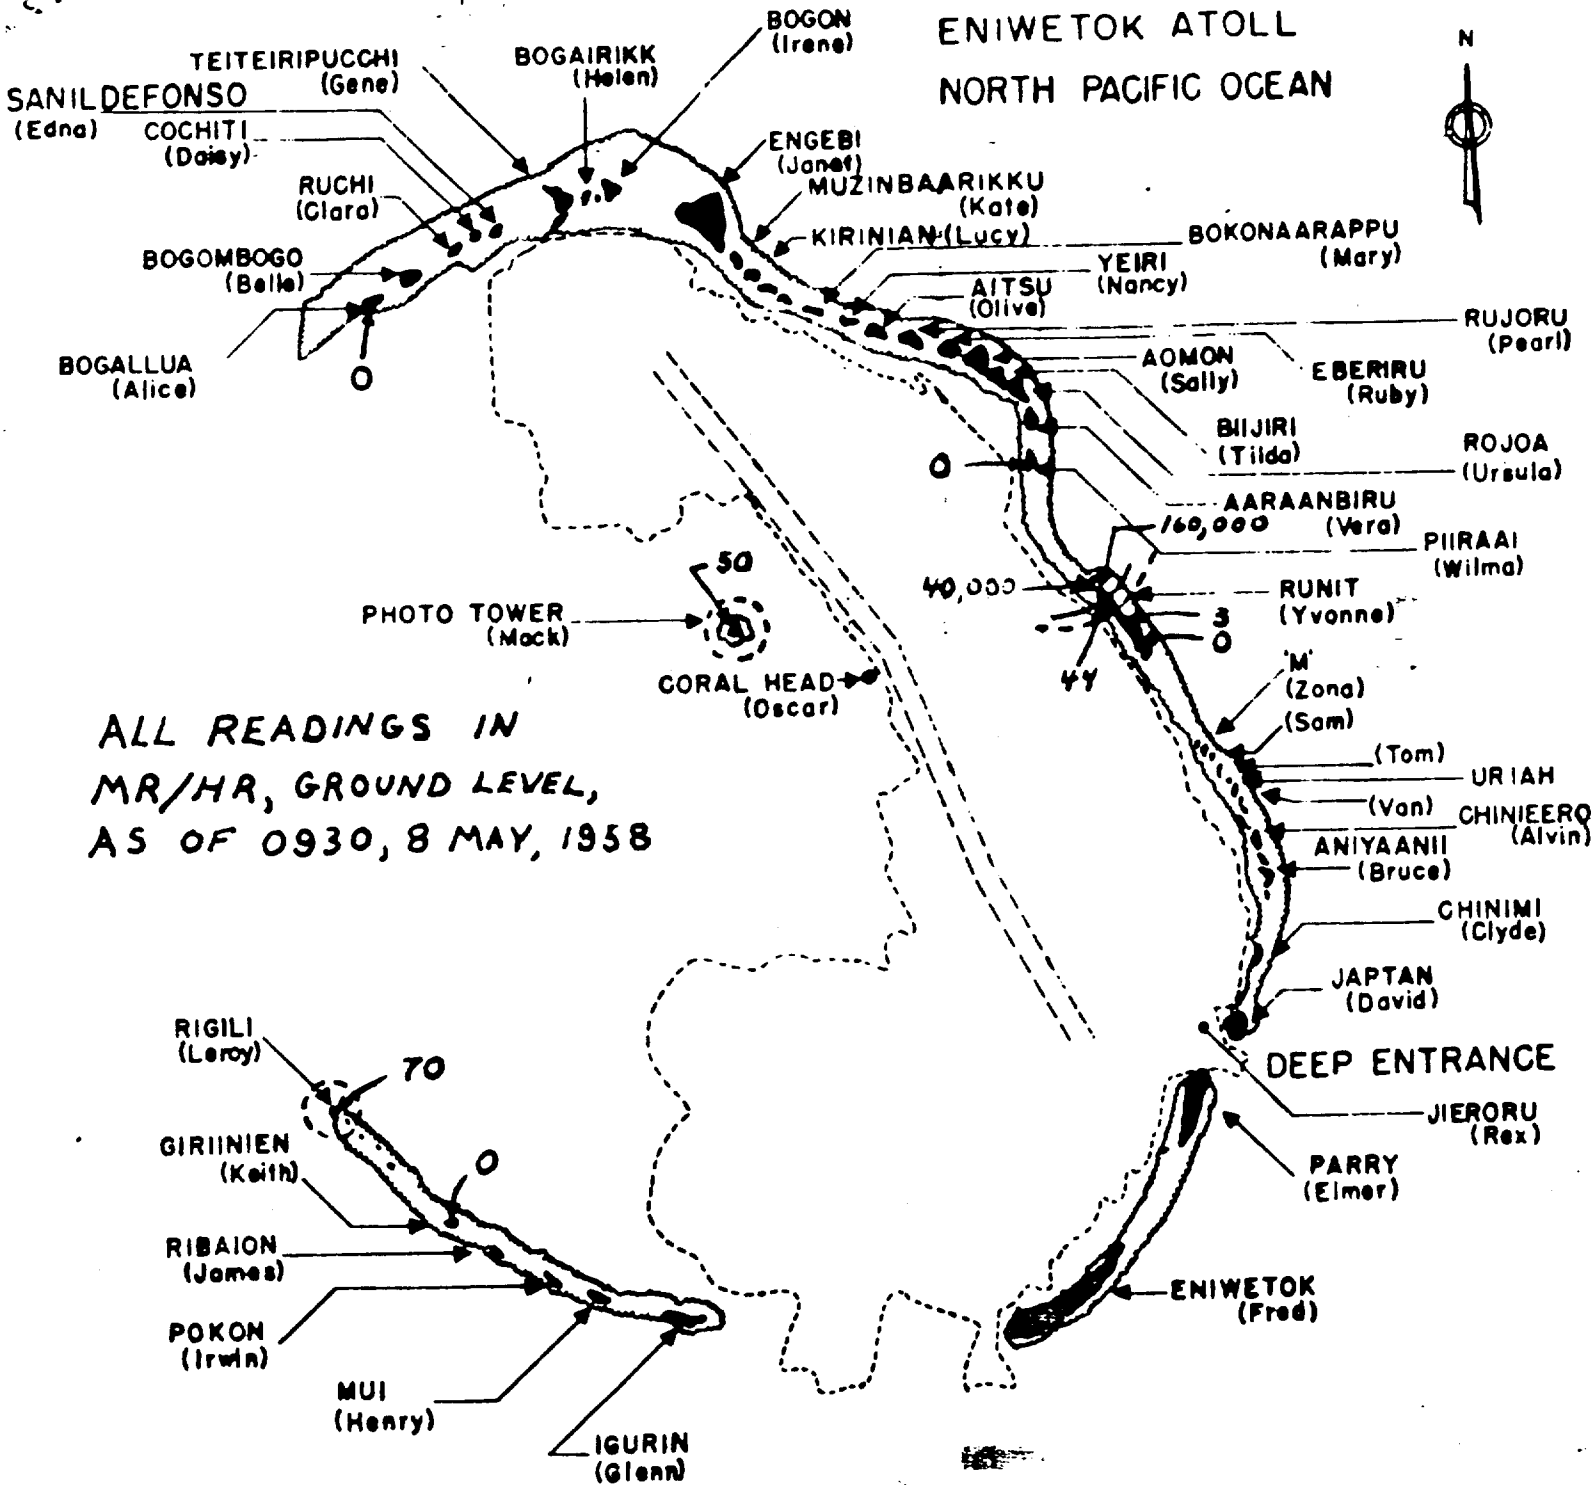 ENIWETOK ATOLL
NORTH PACIFIC OCEAN
N
BOGON
(Irene)
BOGAIRIKK
(Helen)
TEITEIRIPUCCHI
(Gene)
SANILDEFONSO
(Edna)
COCHITI
(Daisy)
RUCHI
(Clara)
BOGOMBOGO
(Belle)
BOGALLUA
(Alice)
0
ENGEBI
(Janet)
MUZINBAARIKKU
(Kate)
KIRINIAN (Lucy)
BOKONAARAPPU
(Mary)
YEIRI
(Nancy)
AITSU
(Olive)
RUJORU
(Pearl)
EBERIRU
(Ruby)
AOMON
(Sally)
BIIJIRI
(Tilda)
ROJOA
(Ursula)
AARAANBIRU
(Vera)
PIIRAAI
(Wilma)
0
160,000
40,000
RUNIT
(Yvonne)
3
0
44
50
PHOTO TOWER
(Mack)
CORAL HEAD
(Oscar)
'M'
(Zona)
(Sam)
(Tom)
URIAH
(Van)
CHINIEERO
(Alvin)
ANIYAANII
(Bruce)
CHINIMI
(Clyde)
JAPTAN
(David)
DEEP ENTRANCE
JIERORU
(Rex)
PARRY
(Elmer)
ENIWETOK
(Fred)
ALL READINGS IN
MR/HR, GROUND LEVEL,
AS OF 0930, 8 MAY, 1958
RIGILI
(Leroy)
70
GIRIINIEN
(Keith)
0
RIBAION
(James)
POKON
(Irwin)
MUI
(Henry)
IGURIN
(Glenn)